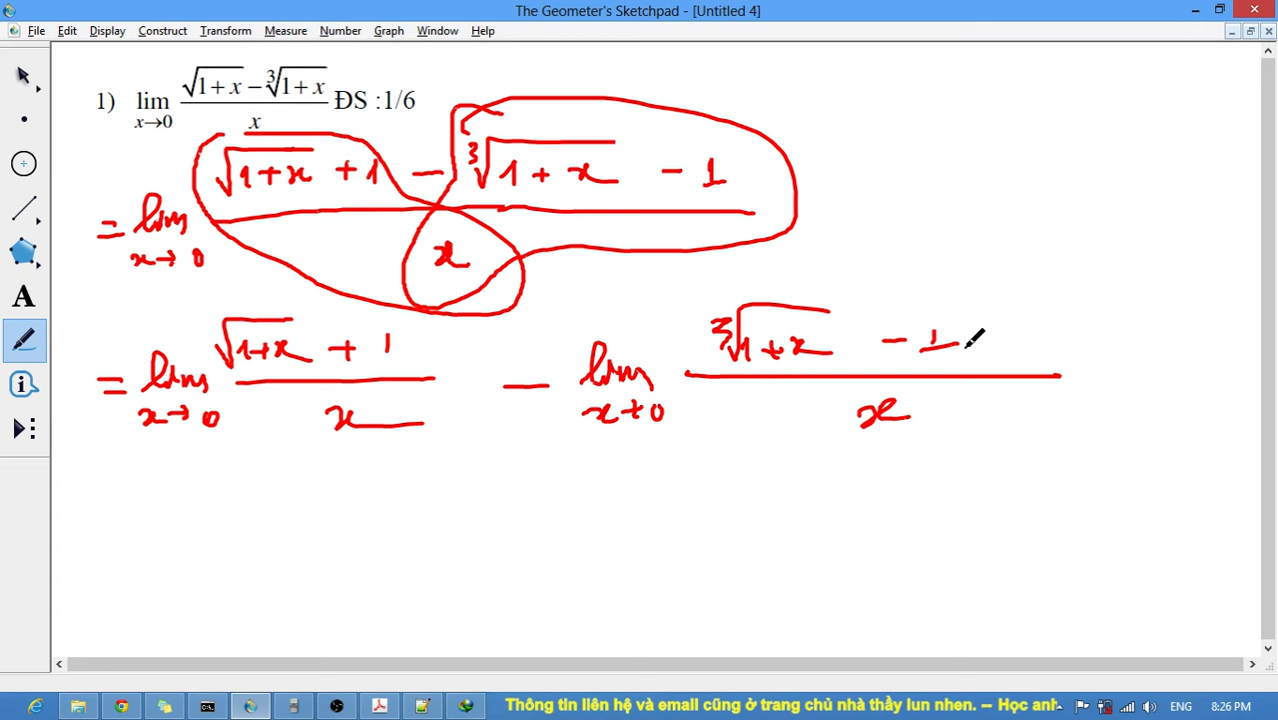 The Geometer's Sketchpad - [Untitled 4]
File Edit Display Construct Transform Measure Number Graph Window Help
1) lim x→0 (√(1+x) − ∛(1+x)) / x ĐS :1/6
= lim x→0 (√(1+x) + 1 − ∛(1+x) − 1) / x
= lim x→0 (√(1+x) + 1) / x − lim x→0 (∛(1+x) − 1) / x
A
Thông tin liên hệ và email cũng ở trang chủ nhà thầy lun nhen. – Học anh
ENG 8:26 PM